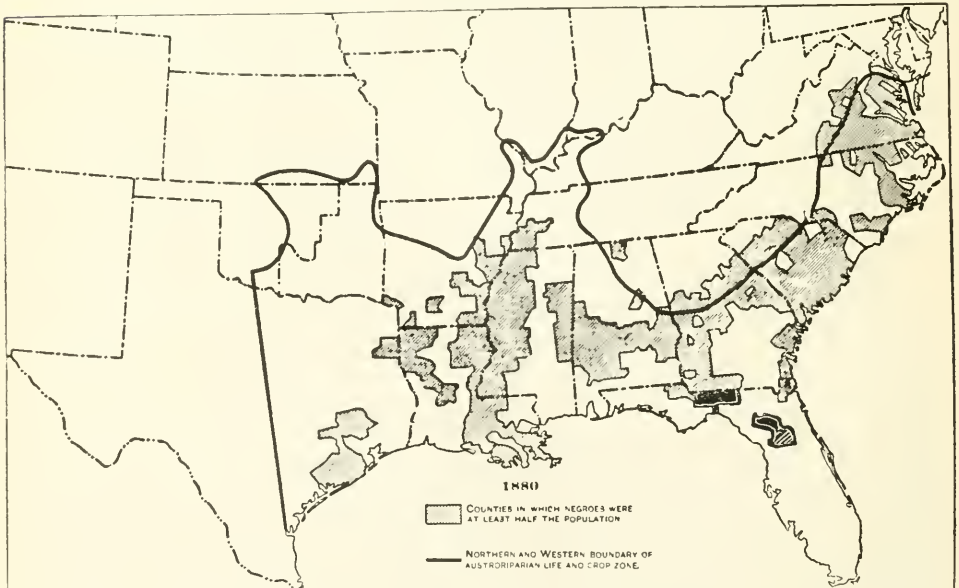 1880
COUNTIES IN WHICH NEGROES WERE
AT LEAST HALF THE POPULATION
NORTHERN AND WESTERN BOUNDARY OF
AUSTRORIPARIAN LIFE AND CROP ZONE.